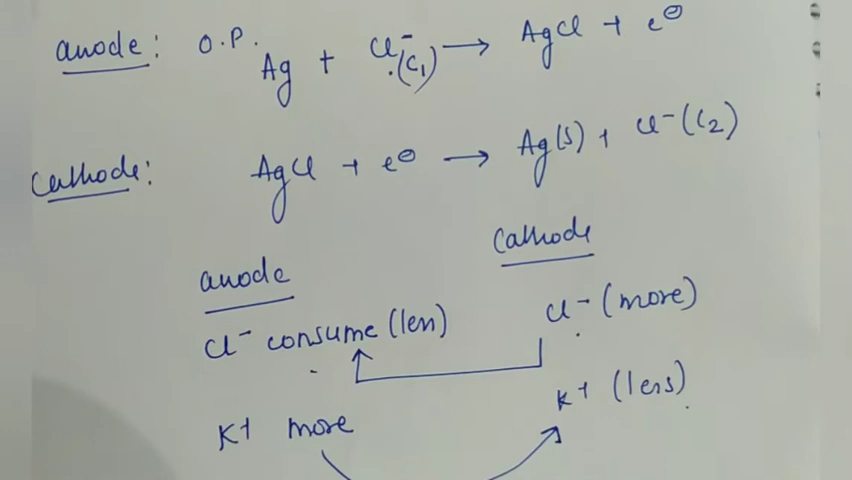 anode: O.P. Ag + Cl⁻(C₁) → AgCl + e⊖
Cathode: AgCl + e⊖ → Ag(s) + Cl⁻(C₂)
anode Cathode
Cl⁻ consume (less) Cl⁻ (more)
K+ more K+ (less)